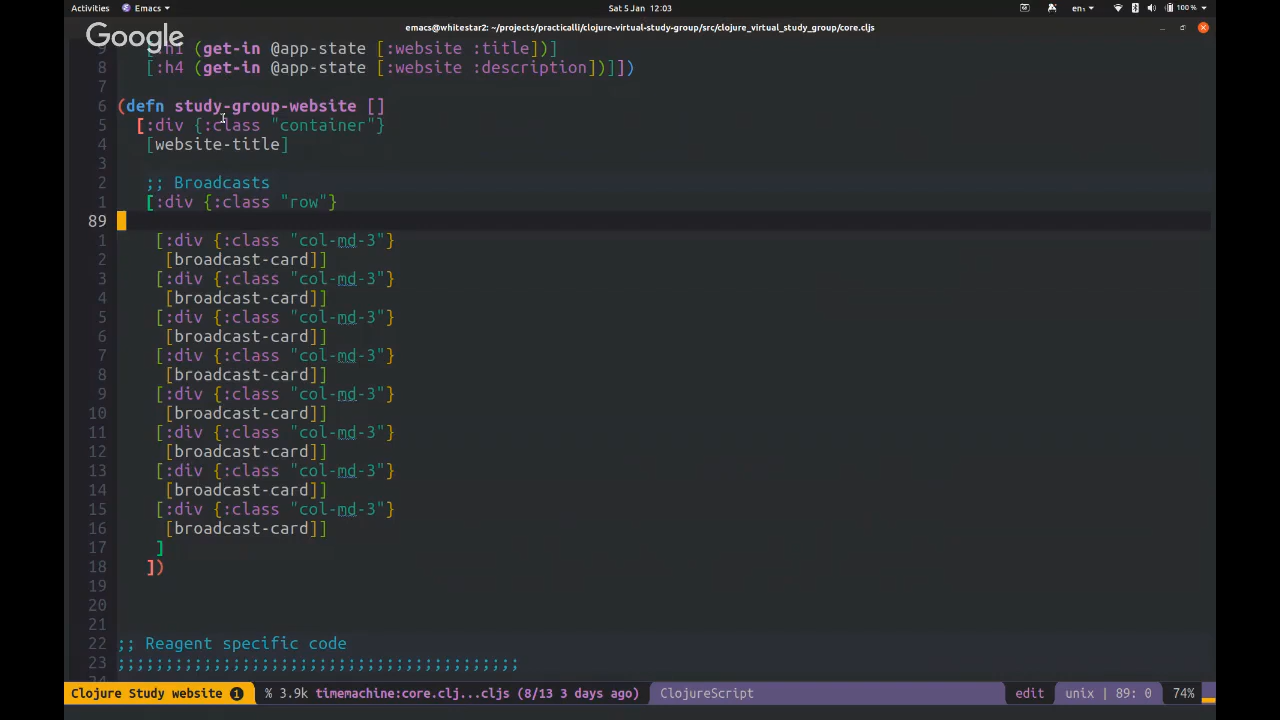 Activities Emacs Sat 5 Jan 12:03 en₁ 100 %
emacs@whitestar2: ~/projects/practicalli/clojure-virtual-study-group/src/clojure_virtual_study_group/core.cljs
Google
9 [:h1 (get-in @app-state [:website :title])]
8 [:h4 (get-in @app-state [:website :description])]])
7
6 (defn study-group-website []
5 [:div {:class "container"}
4 [website-title]
3
2 ;; Broadcasts
1 [:div {:class "row"}
89
1 [:div {:class "col-md-3"}
2 [broadcast-card]]
3 [:div {:class "col-md-3"}
4 [broadcast-card]]
5 [:div {:class "col-md-3"}
6 [broadcast-card]]
7 [:div {:class "col-md-3"}
8 [broadcast-card]]
9 [:div {:class "col-md-3"}
10 [broadcast-card]]
11 [:div {:class "col-md-3"}
12 [broadcast-card]]
13 [:div {:class "col-md-3"}
14 [broadcast-card]]
15 [:div {:class "col-md-3"}
16 [broadcast-card]]
17 ]
18 ])
19
20
21
22 ;; Reagent specific code
23 ;;;;;;;;;;;;;;;;;;;;;;;;;;;;;;;;;;;;;;;;;;
Clojure Study website 1 % 3.9k timemachine:core.clj...cljs (8/13 3 days ago) ClojureScript edit unix | 89: 0 74%